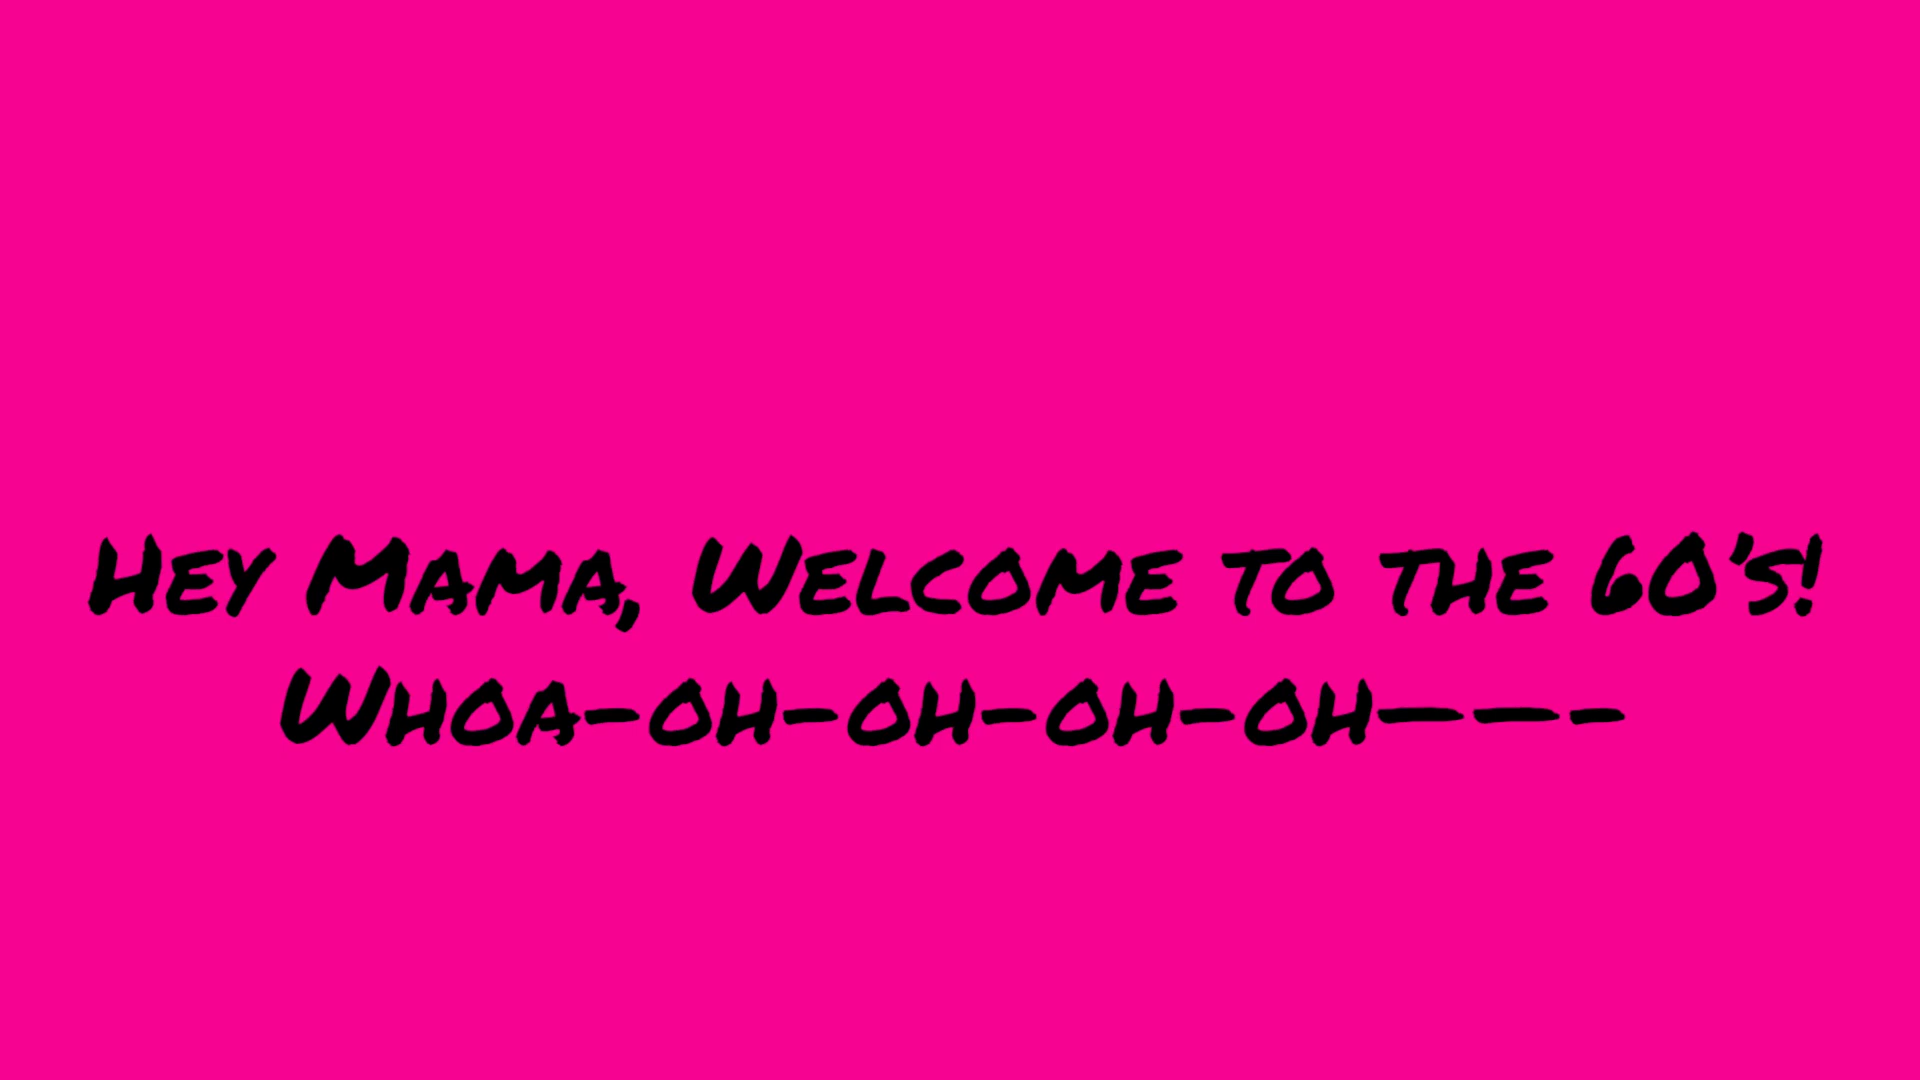 Hey Mama, Welcome to the 60's!
Whoa-oh-oh-oh-oh——-